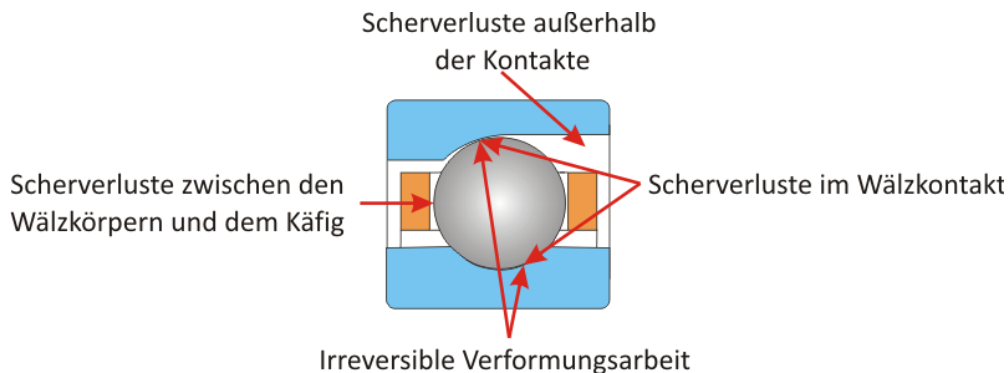 Scherverluste außerhalb
der Kontakte
Scherverluste zwischen den
Wälzkörpern und dem Käfig
Scherverluste im Wälzkontakt
Irreversible Verformungsarbeit